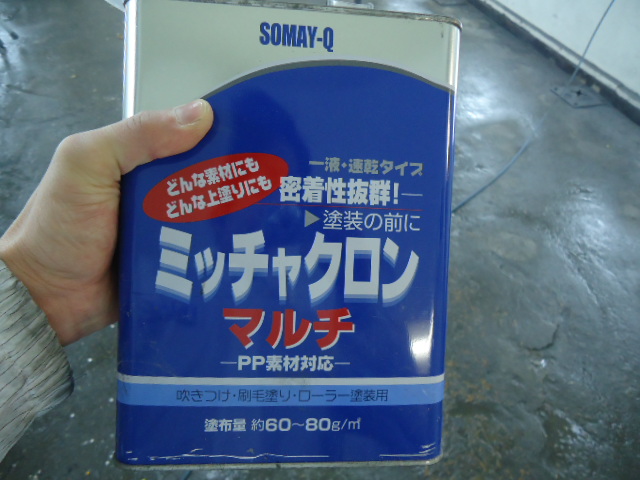 SOMAY-Q
一液・速乾タイプ
どんな素材にも
どんな上塗りにも
密着性抜群!
▶塗装の前に
ミッチャクロン
マルチ
PP素材対応
吹きつけ・刷毛塗り・ローラー塗装用
塗布量 約60〜80g/㎡